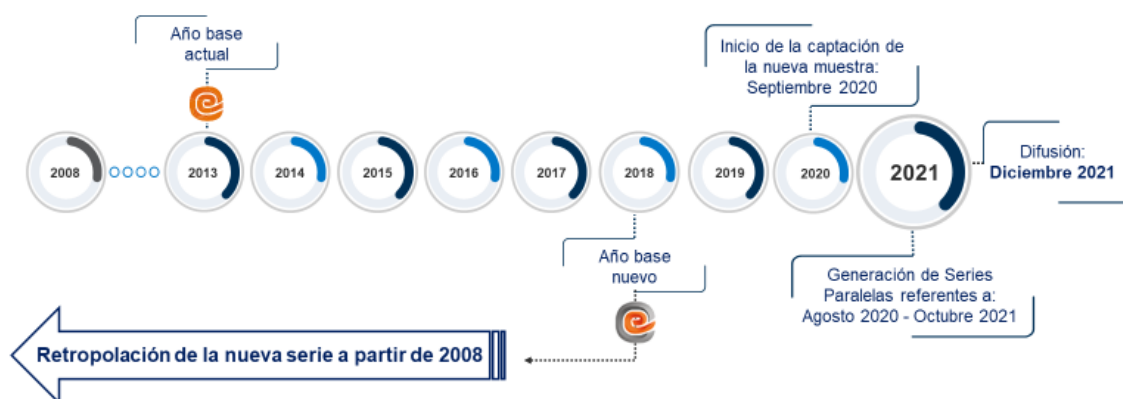 Año base
actual
Inicio de la captación de
la nueva muestra:
Septiembre 2020
2008
2013
2014
2015
2016
2017
2018
2019
2020
2021
Difusión:
Diciembre 2021
Año base
nuevo
Generación de Series
Paralelas referentes a:
Agosto 2020 - Octubre 2021
Retropolación de la nueva serie a partir de 2008